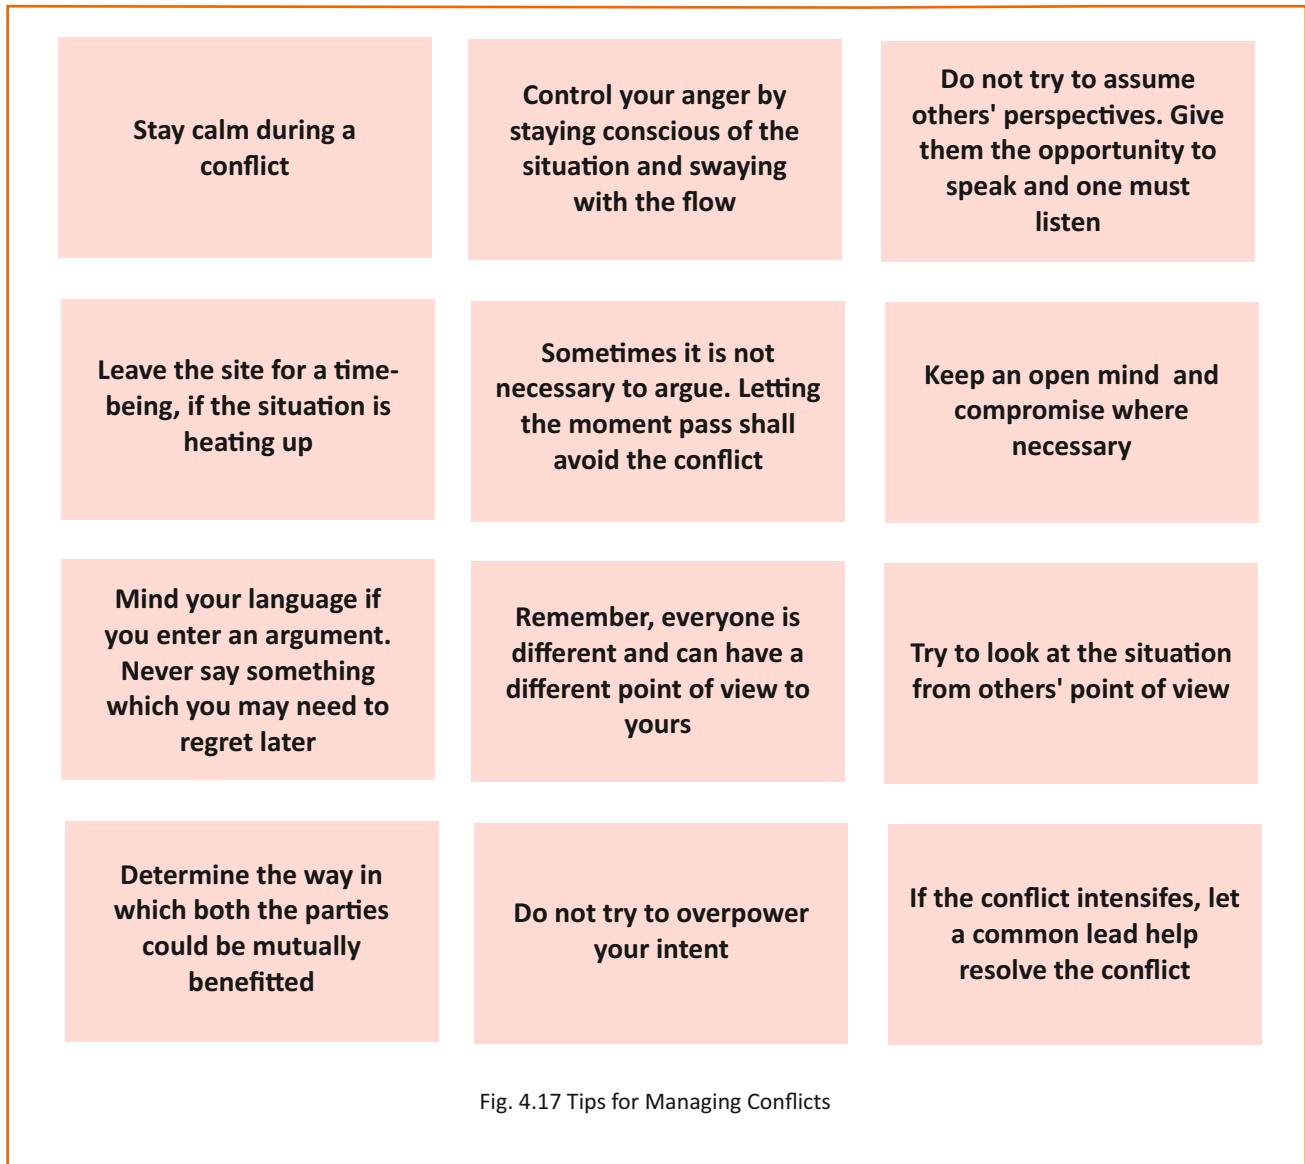 Stay calm during a
conflict
Control your anger by
staying conscious of the
situation and swaying
with the flow
Do not try to assume
others' perspectives. Give
them the opportunity to
speak and one must
listen
Leave the site for a time-
being, if the situation is
heating up
Sometimes it is not
necessary to argue. Letting
the moment pass shall
avoid the conflict
Keep an open mind and
compromise where
necessary
Mind your language if
you enter an argument.
Never say something
which you may need to
regret later
Remember, everyone is
different and can have a
different point of view to
yours
Try to look at the situation
from others' point of view
Determine the way in
which both the parties
could be mutually
benefitted
Do not try to overpower
your intent
If the conflict intensifes, let
a common lead help
resolve the conflict
Fig. 4.17 Tips for Managing Conflicts